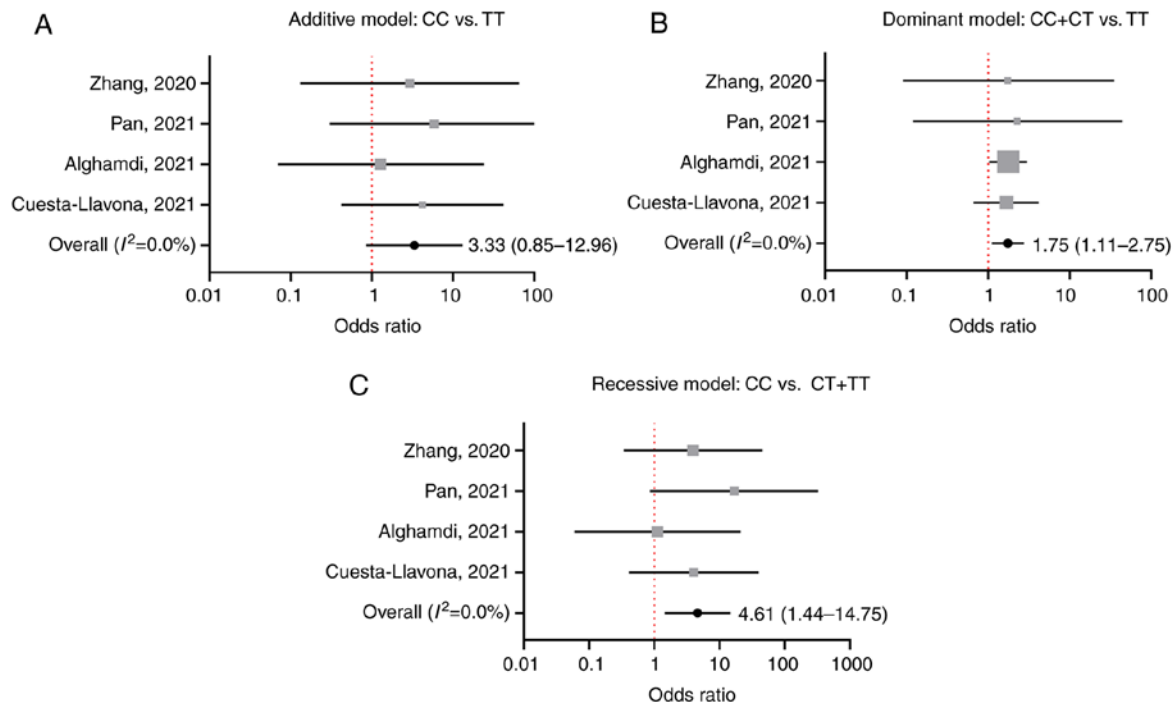 A
Additive model: CC vs. TT
Zhang, 2020
Pan, 2021
Alghamdi, 2021
Cuesta-Llavona, 2021
Overall (I²=0.0%)
3.33 (0.85–12.96)
0.01 0.1 1 10 100
Odds ratio
B
Dominant model: CC+CT vs. TT
Zhang, 2020
Pan, 2021
Alghamdi, 2021
Cuesta-Llavona, 2021
Overall (I²=0.0%)
1.75 (1.11–2.75)
0.01 0.1 1 10 100
Odds ratio
C
Recessive model: CC vs. CT+TT
Zhang, 2020
Pan, 2021
Alghamdi, 2021
Cuesta-Llavona, 2021
Overall (I²=0.0%)
4.61 (1.44–14.75)
0.01 0.1 1 10 100 1000
Odds ratio